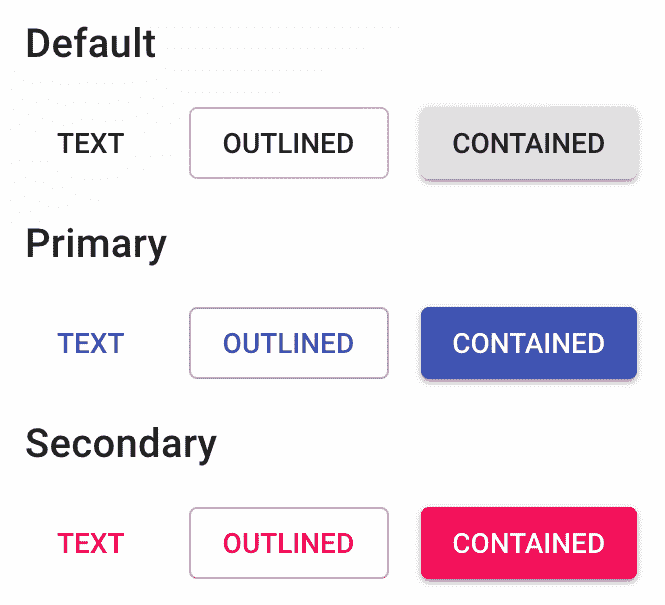 Default
TEXT OUTLINED CONTAINED
Primary
TEXT OUTLINED CONTAINED
Secondary
TEXT OUTLINED CONTAINED